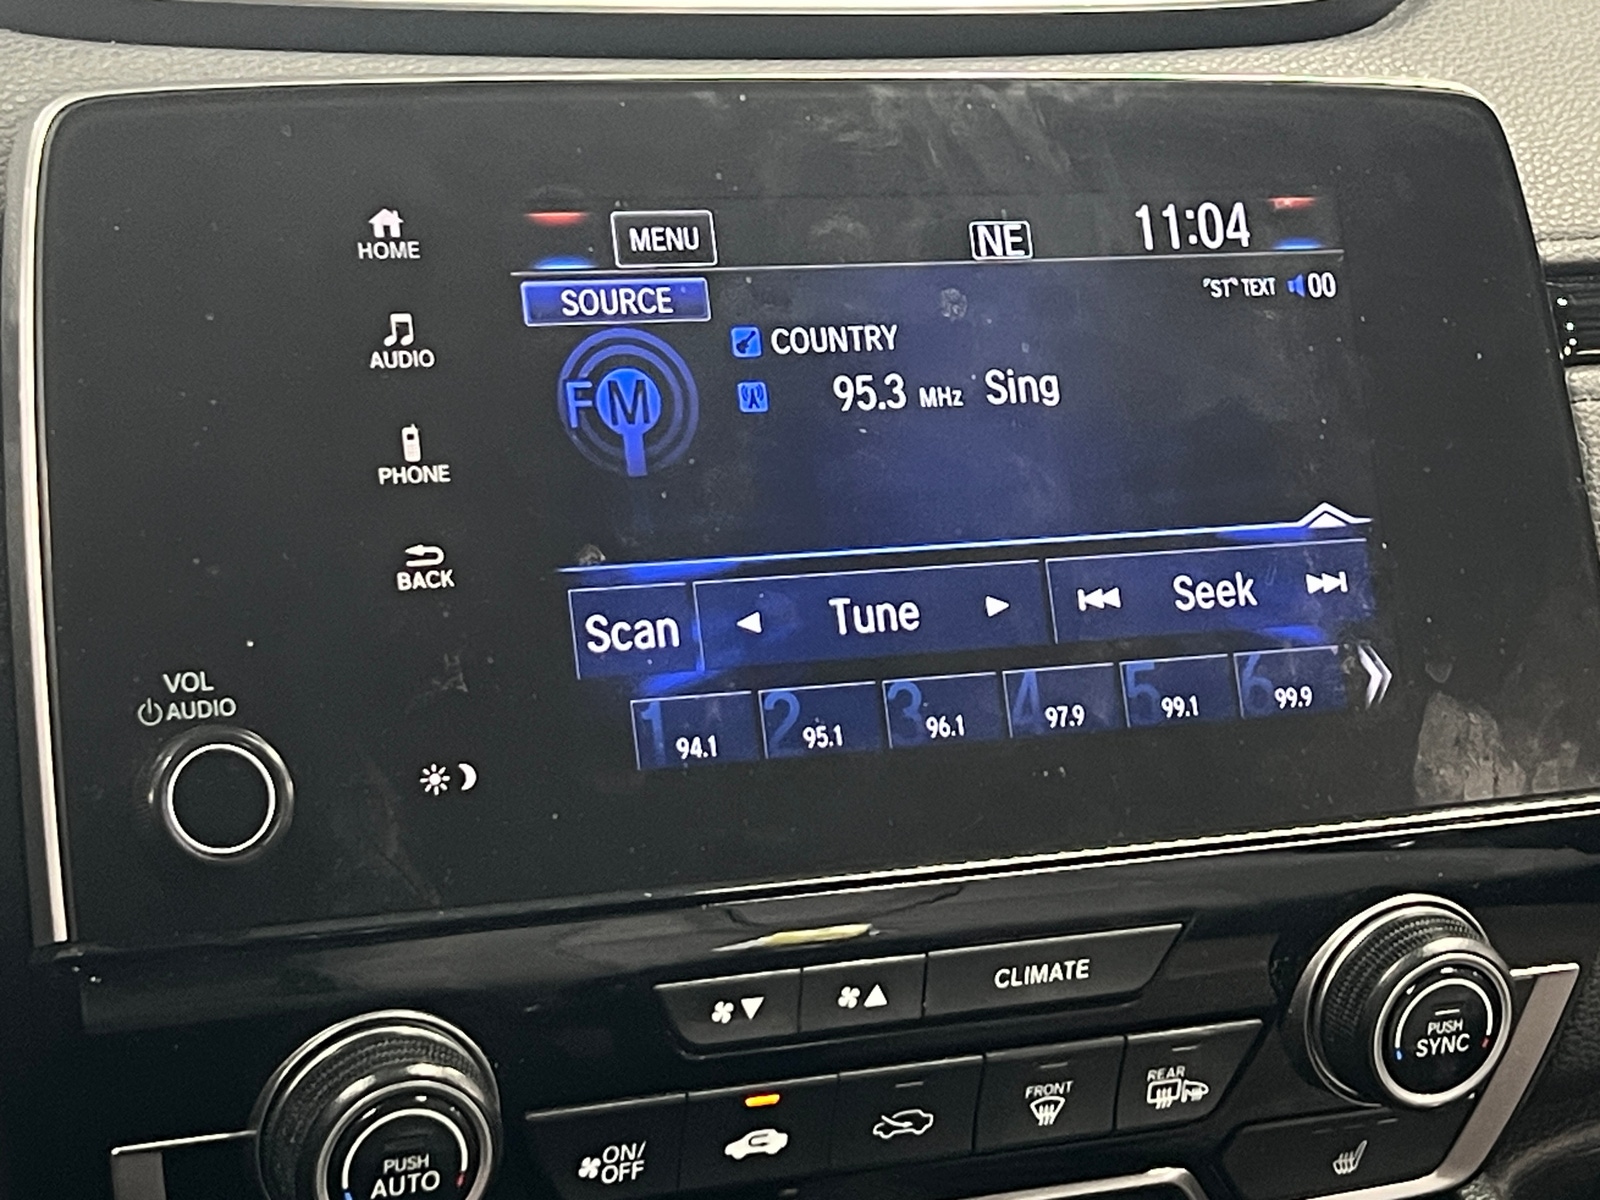 HOME
MENU
NE
11:04
SOURCE
"ST" TEXT 00
COUNTRY
AUDIO
FM
95.3 MHz Sing
PHONE
BACK
Scan
Tune
Seek
1 94.1
2 95.1
3 96.1
4 97.9
5 99.1
6 99.9
VOL
AUDIO
CLIMATE
PUSH
SYNC
FRONT
REAR
ON/
OFF
PUSH
AUTO